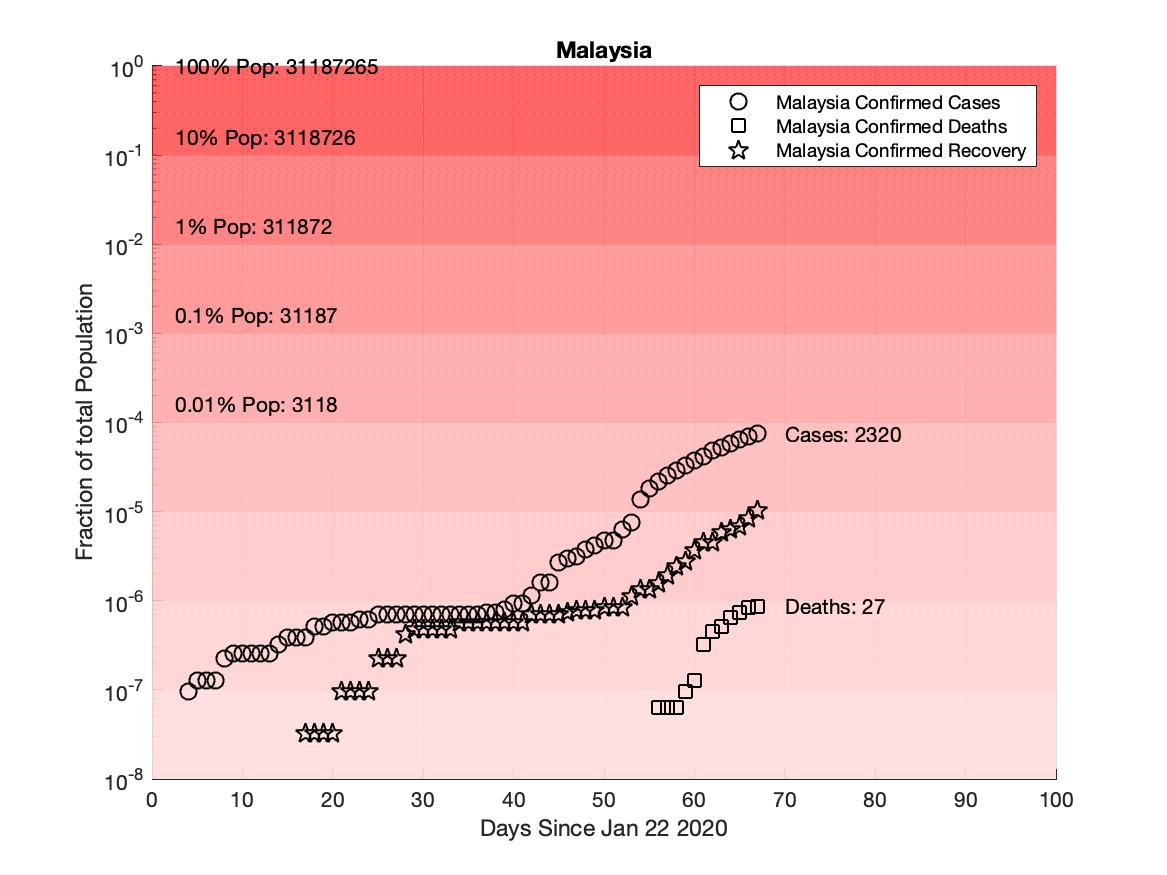 Malaysia
10^0
100% Pop: 31187265
Malaysia Confirmed Cases
Malaysia Confirmed Deaths
Malaysia Confirmed Recovery
10% Pop: 3118726
10^-1
1% Pop: 311872
10^-2
0.1% Pop: 31187
10^-3
0.01% Pop: 3118
10^-4
Cases: 2320
10^-5
10^-6
Deaths: 27
10^-7
10^-8
Fraction of total Population
0 10 20 30 40 50 60 70 80 90 100
Days Since Jan 22 2020